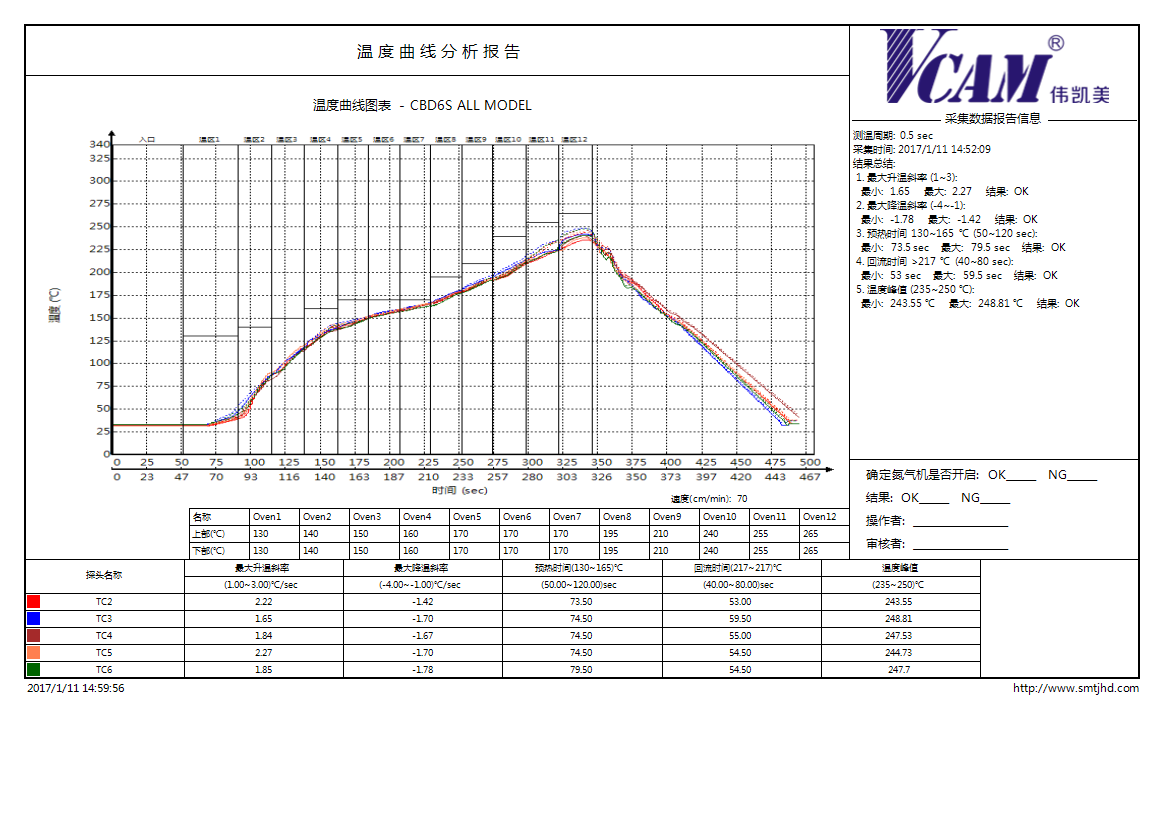 温度曲线分析报告
VCAM®
伟凯美
温度曲线图表 - CBD6S ALL MODEL
采集数据报告信息
测温周期: 0.5 sec
采集时间: 2017/1/11 14:52:09
结果总结:
1. 最大升温斜率 (1~3):
最小: 1.65 最大: 2.27 结果: OK
2. 最大降温斜率 (-4~-1):
最小: -1.78 最大: -1.42 结果: OK
3. 预热时间 130~165 ℃ (50~120 sec):
最小: 73.5 sec 最大: 79.5 sec 结果: OK
4. 回流时间 >217 ℃ (40~80 sec):
最小: 53 sec 最大: 59.5 sec 结果: OK
5. 温度峰值 (235~250 ℃):
最小: 243.55 ℃ 最大: 248.81 ℃ 结果: OK
入口 温区1 温区2 温区3 温区4 温区5 温区6 温区7 温区8 温区9 温区10 温区11 温区12
340
325
300
275
250
225
200
175
150
125
100
75
50
25
0
温度 (℃)
0 25 50 75 100 125 150 175 200 225 250 275 300 325 350 375 400 425 450 475 500
0 23 47 70 93 116 140 163 187 210 233 257 280 303 326 350 373 397 420 442 467
时间 (sec)
速度(cm/min): 70
确定氮气机是否开启: OK_____ NG_____
结果: OK_____ NG_____
操作者: ________________
审核者: ________________
名称 Oven1 Oven2 Oven3 Oven4 Oven5 Oven6 Oven7 Oven8 Oven9 Oven10 Oven11 Oven12
上部(℃) 130 140 150 160 170 170 170 195 210 240 255 265
下部(℃) 130 140 150 160 170 170 170 195 210 240 255 265
探头名称 最大升温斜率 最大降温斜率 预热时间(130~165)℃ 回流时间(217~217)℃ 温度峰值
(1.00~3.00)℃/sec (-4.00~-1.00)℃/sec (50.00~120.00)sec (40.00~80.00)sec (235~250)℃
TC2 2.22 -1.42 73.50 53.00 243.55
TC3 1.65 -1.70 74.50 59.50 248.81
TC4 1.84 -1.67 74.50 55.00 247.53
TC5 2.27 -1.70 74.50 54.50 244.73
TC6 1.85 -1.78 79.50 54.50 247.7
2017/1/11 14:59:56 http://www.smtjhd.com